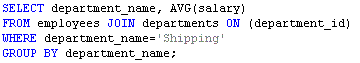 SELECT department_name, AVG(salary)
FROM employees JOIN departments ON (department_id)
WHERE department_name='Shipping'
GROUP BY department_name;